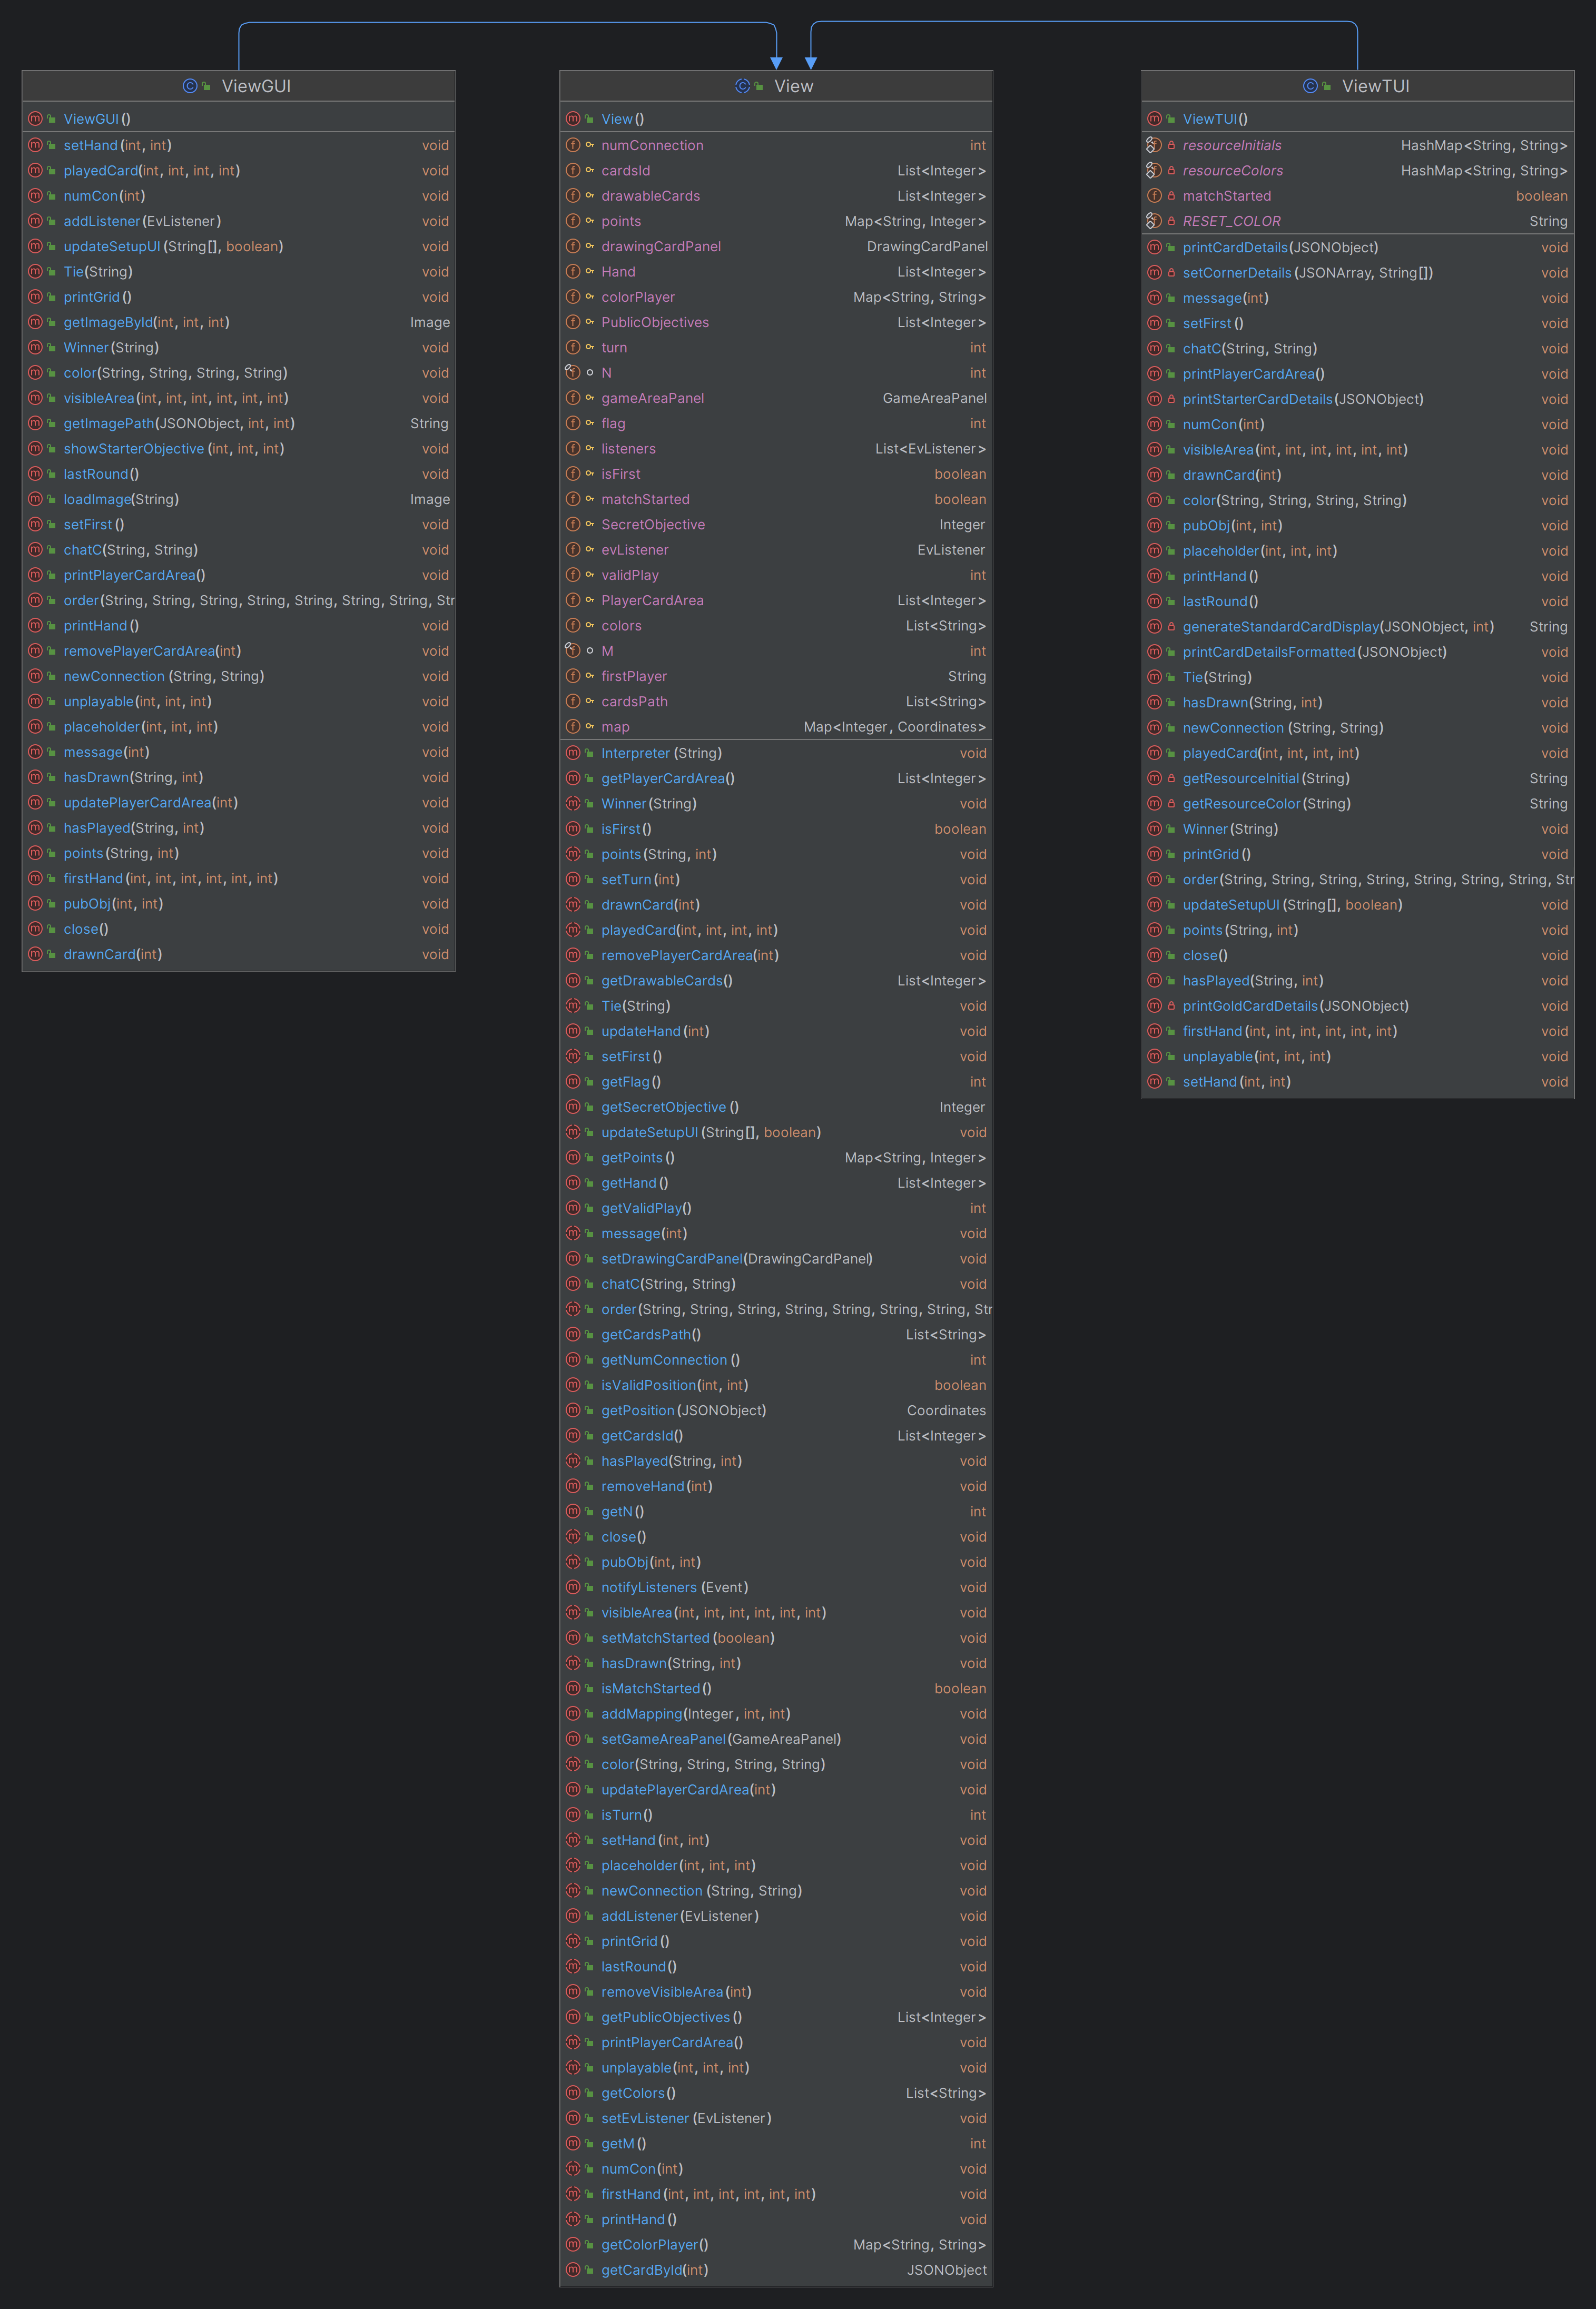 ViewGUI
ViewGUI()
setHand(int, int) void
playedCard(int, int, int, int) void
numCon(int) void
addListener(EvListener) void
updateSetupUI(String[], boolean) void
Tie(String) void
printGrid() void
getImageById(int, int, int) Image
Winner(String) void
color(String, String, String, String) void
visibleArea(int, int, int, int, int, int) void
getImagePath(JSONObject, int, int) String
showStarterObjective(int, int, int) void
lastRound() void
loadImage(String) Image
setFirst() void
chatC(String, String) void
printPlayerCardArea() void
order(String, String, String, String, String, String, String, Str
printHand() void
removePlayerCardArea(int) void
newConnection(String, String) void
unplayable(int, int, int) void
placeholder(int, int, int) void
message(int) void
hasDrawn(String, int) void
updatePlayerCardArea(int) void
hasPlayed(String, int) void
points(String, int) void
firstHand(int, int, int, int, int, int) void
pubObj(int, int) void
close() void
drawnCard(int) void
View
View()
numConnection int
cardsId List<Integer>
drawableCards List<Integer>
points Map<String, Integer>
drawingCardPanel DrawingCardPanel
Hand List<Integer>
colorPlayer Map<String, String>
PublicObjectives List<Integer>
turn int
N int
gameAreaPanel GameAreaPanel
flag int
listeners List<EvListener>
isFirst boolean
matchStarted boolean
SecretObjective Integer
evListener EvListener
validPlay int
PlayerCardArea List<Integer>
colors List<String>
M int
firstPlayer String
cardsPath List<String>
map Map<Integer, Coordinates>
Interpreter(String) void
getPlayerCardArea() List<Integer>
Winner(String) void
isFirst() boolean
points(String, int) void
setTurn(int) void
drawnCard(int) void
playedCard(int, int, int, int) void
removePlayerCardArea(int) void
getDrawableCards() List<Integer>
Tie(String) void
updateHand(int) void
setFirst() void
getFlag() int
getSecretObjective() Integer
updateSetupUI(String[], boolean) void
getPoints() Map<String, Integer>
getHand() List<Integer>
getValidPlay() int
message(int) void
setDrawingCardPanel(DrawingCardPanel) void
chatC(String, String) void
order(String, String, String, String, String, String, String, Str
getCardsPath() List<String>
getNumConnection() int
isValidPosition(int, int) boolean
getPosition(JSONObject) Coordinates
getCardsId() List<Integer>
hasPlayed(String, int) void
removeHand(int) void
getN() int
close() void
pubObj(int, int) void
notifyListeners(Event) void
visibleArea(int, int, int, int, int, int) void
setMatchStarted(boolean) void
hasDrawn(String, int) void
isMatchStarted() boolean
addMapping(Integer, int, int) void
setGameAreaPanel(GameAreaPanel) void
color(String, String, String, String) void
updatePlayerCardArea(int) void
isTurn() int
setHand(int, int) void
placeholder(int, int, int) void
newConnection(String, String) void
addListener(EvListener) void
printGrid() void
lastRound() void
removeVisibleArea(int) void
getPublicObjectives() List<Integer>
printPlayerCardArea() void
unplayable(int, int, int) void
getColors() List<String>
setEvListener(EvListener) void
getM() int
numCon(int) void
firstHand(int, int, int, int, int, int) void
printHand() void
getColorPlayer() Map<String, String>
getCardById(int) JSONObject
ViewTUI
ViewTUI()
resourceInitials HashMap<String, String>
resourceColors HashMap<String, String>
matchStarted boolean
RESET_COLOR String
printCardDetails(JSONObject) void
setCornerDetails(JSONArray, String[]) void
message(int) void
setFirst() void
chatC(String, String) void
printPlayerCardArea() void
printStarterCardDetails(JSONObject) void
numCon(int) void
visibleArea(int, int, int, int, int, int) void
drawnCard(int) void
color(String, String, String, String) void
pubObj(int, int) void
placeholder(int, int, int) void
printHand() void
lastRound() void
generateStandardCardDisplay(JSONObject, int) String
printCardDetailsFormatted(JSONObject) void
Tie(String) void
hasDrawn(String, int) void
newConnection(String, String) void
playedCard(int, int, int, int) void
getResourceInitial(String) String
getResourceColor(String) String
Winner(String) void
printGrid() void
order(String, String, String, String, String, String, String, Str
updateSetupUI(String[], boolean) void
points(String, int) void
close() void
hasPlayed(String, int) void
printGoldCardDetails(JSONObject) void
firstHand(int, int, int, int, int, int) void
unplayable(int, int, int) void
setHand(int, int) void